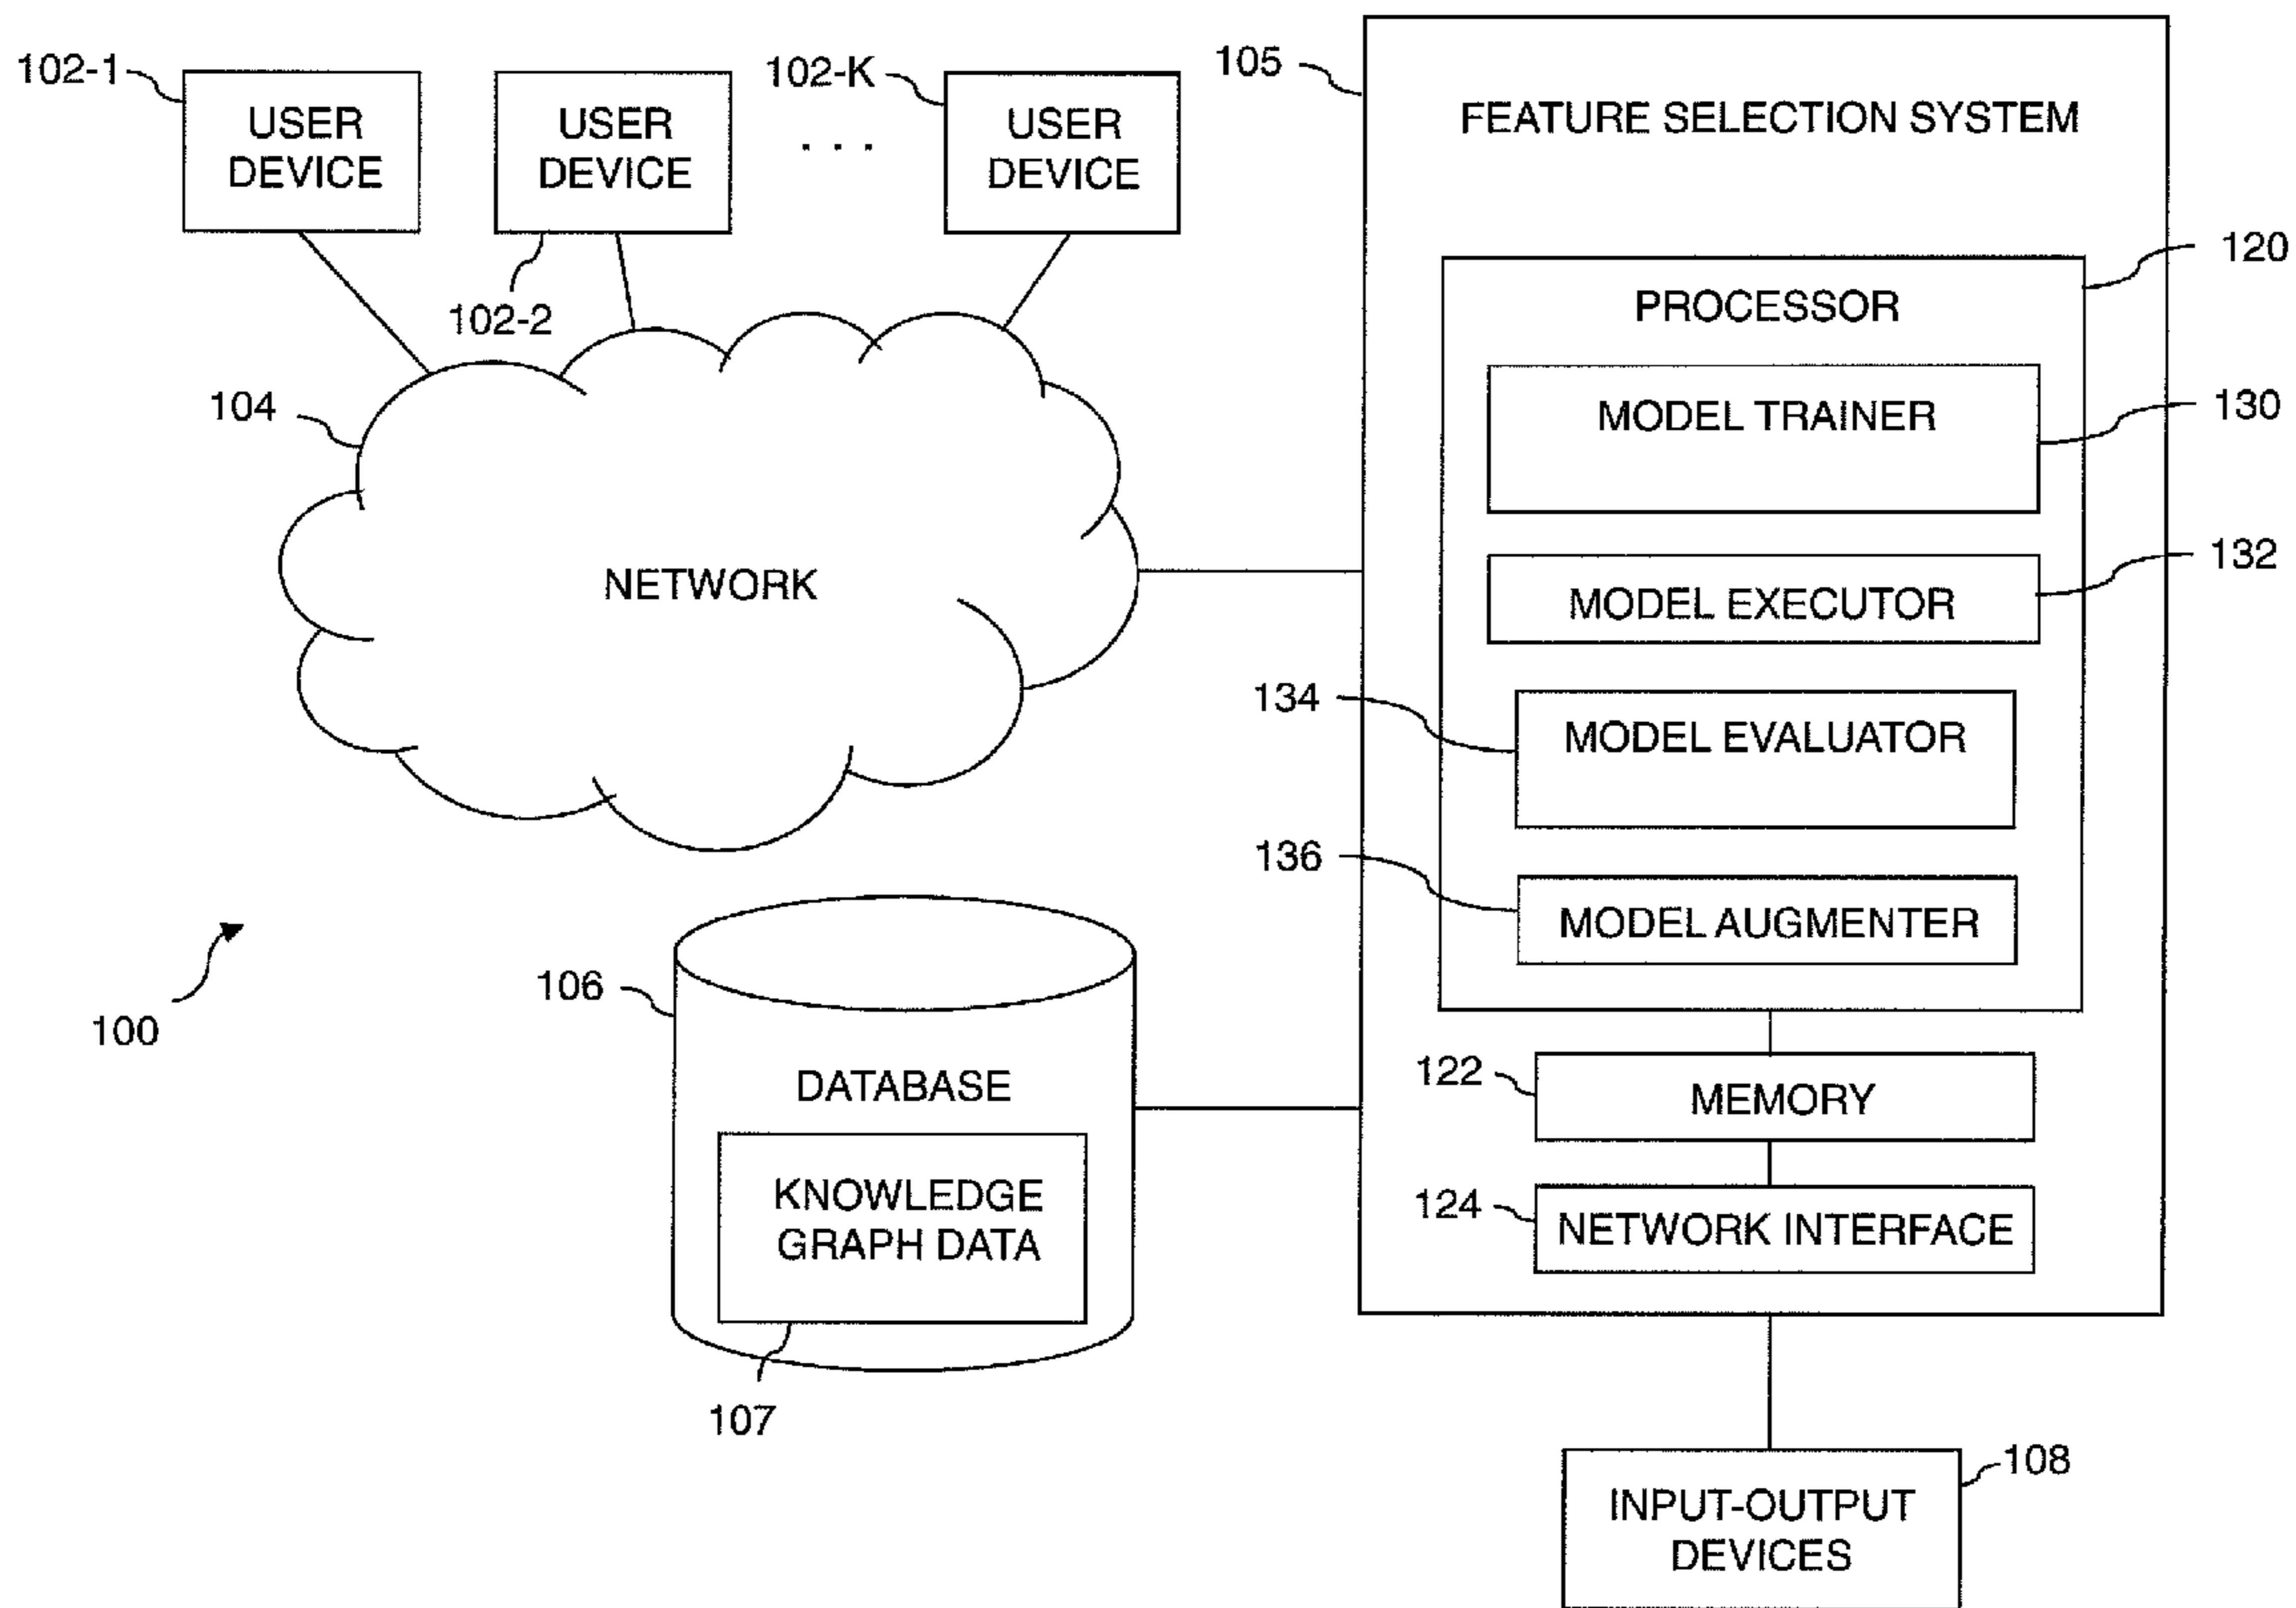 102-1
USER
DEVICE
USER
DEVICE
102-2
. . .
102-K
USER
DEVICE
104
NETWORK
100
106
DATABASE
KNOWLEDGE
GRAPH DATA
107
105
FEATURE SELECTION SYSTEM
120
PROCESSOR
MODEL TRAINER
130
MODEL EXECUTOR
132
134
MODEL EVALUATOR
136
MODEL AUGMENTER
122
MEMORY
124
NETWORK INTERFACE
108
INPUT-OUTPUT
DEVICES